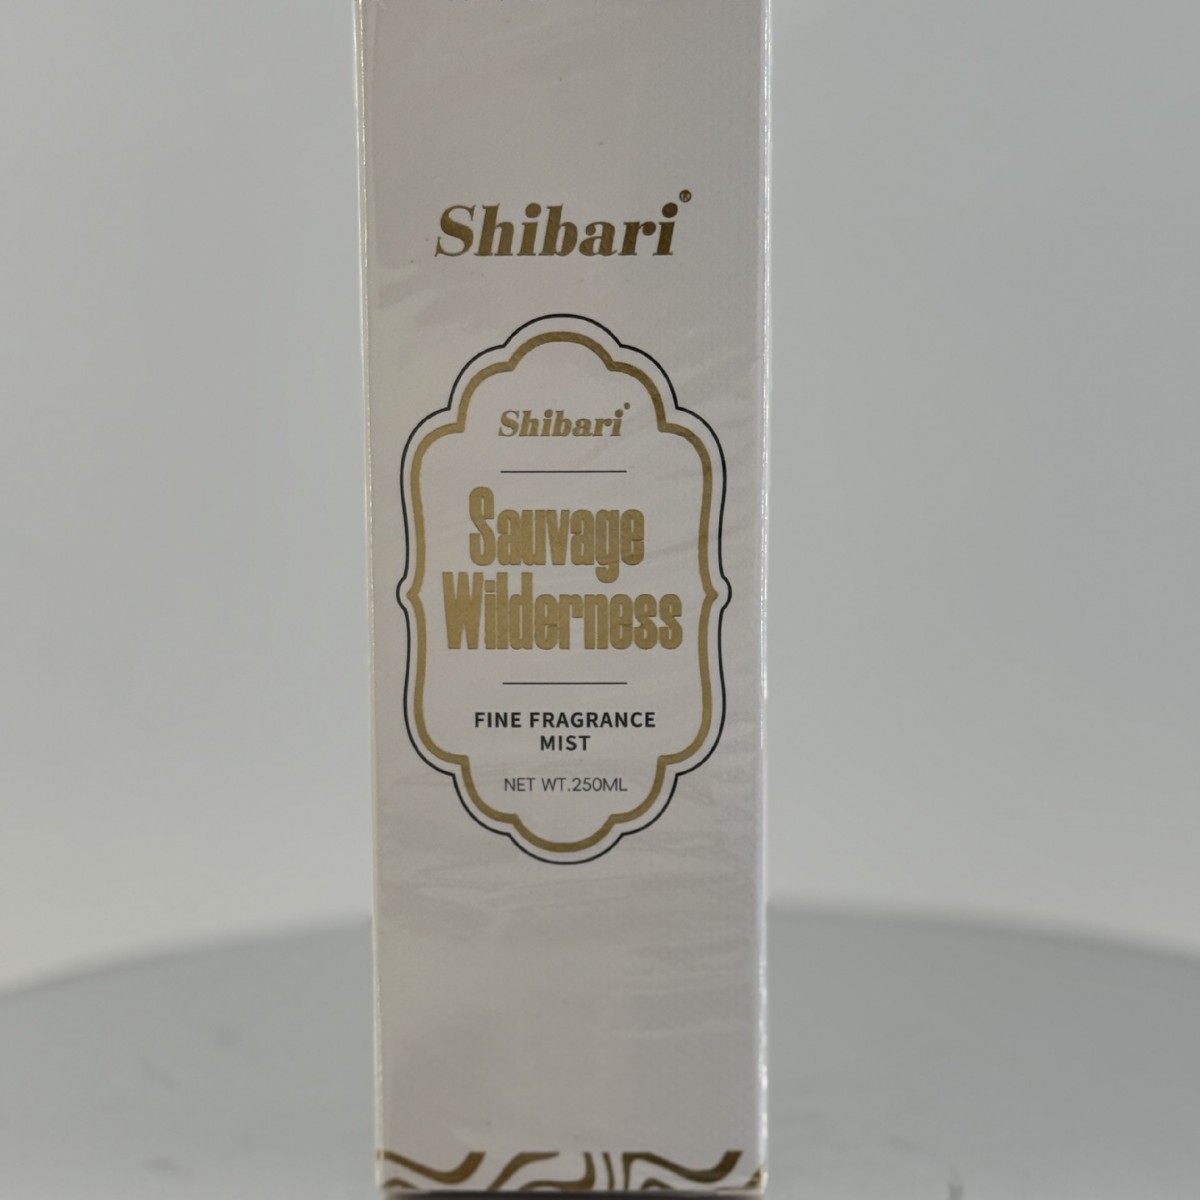 Shibari®
Shibari
Sauvage
Wilderness
FINE FRAGRANCE
MIST
NET WT.250ML